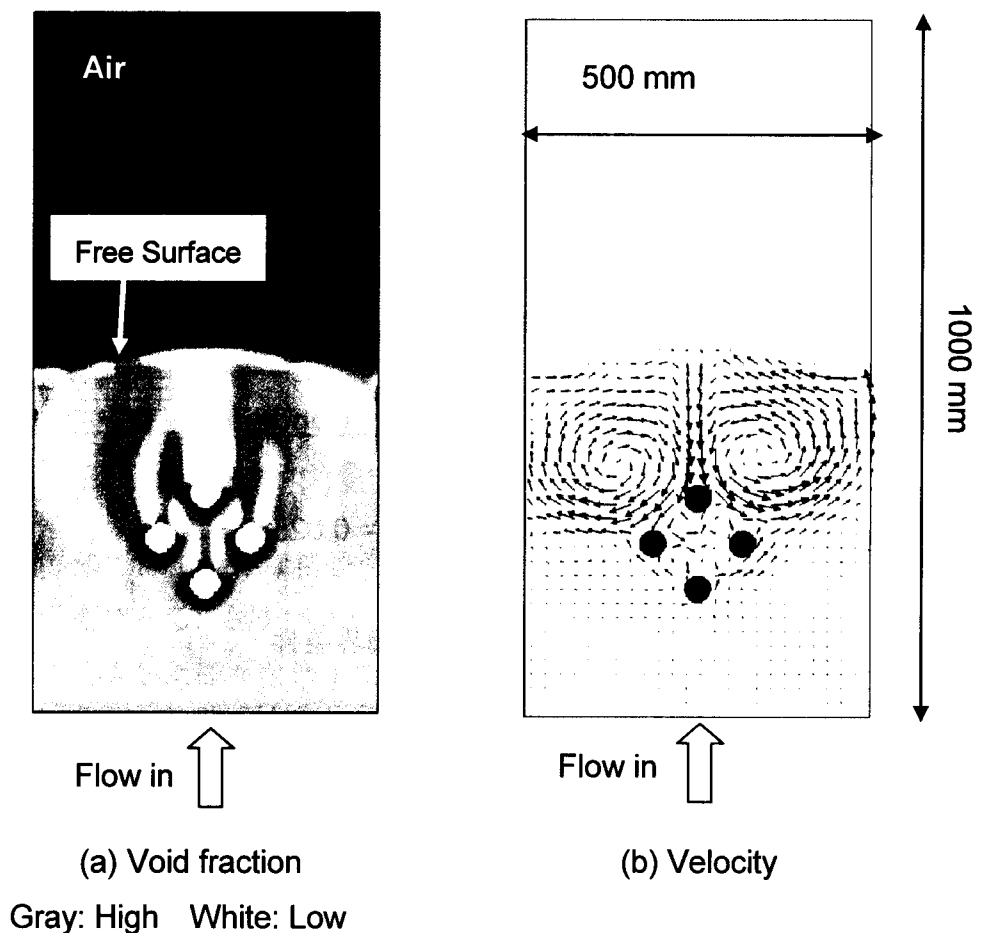 Air
Free Surface
500 mm
1000 mm
Flow in
Flow in
(a) Void fraction
(b) Velocity
Gray: High White: Low